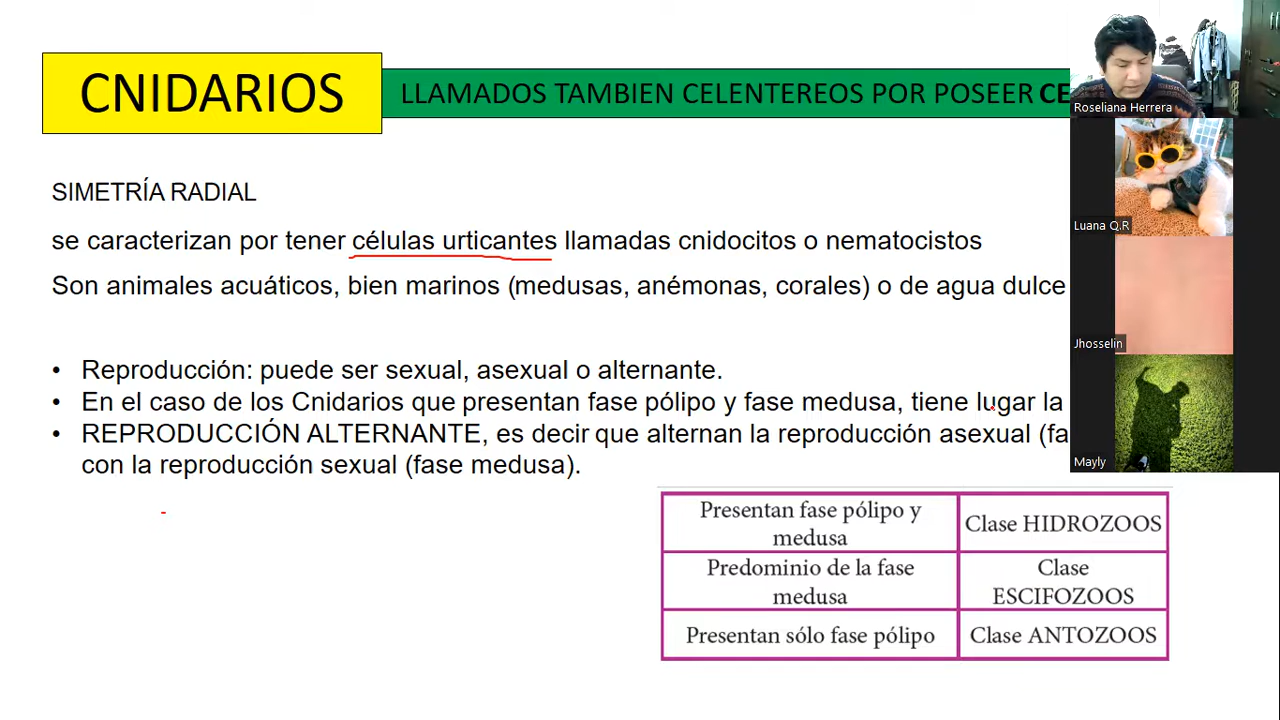 CNIDARIOS
LLAMADOS TAMBIEN CELENTEREOS POR POSEER
SIMETRÍA RADIAL
se caracterizan por tener células urticantes llamadas cnidocitos o nematocistos
Son animales acuáticos, bien marinos (medusas, anémonas, corales) o de agua dulce
• Reproducción: puede ser sexual, asexual o alternante.
• En el caso de los Cnidarios que presentan fase pólipo y fase medusa, tiene lugar la
• REPRODUCCIÓN ALTERNANTE, es decir que alternan la reproducción asexual
con la reproducción sexual (fase medusa).
Presentan fase pólipo y
medusa
Clase HIDROZOOS
Predominio de la fase
medusa
Clase
ESCIFOZOOS
Presentan sólo fase pólipo
Clase ANTOZOOS
Roseliana Herrera
Luana Q.R
Jhosselin
Mayly